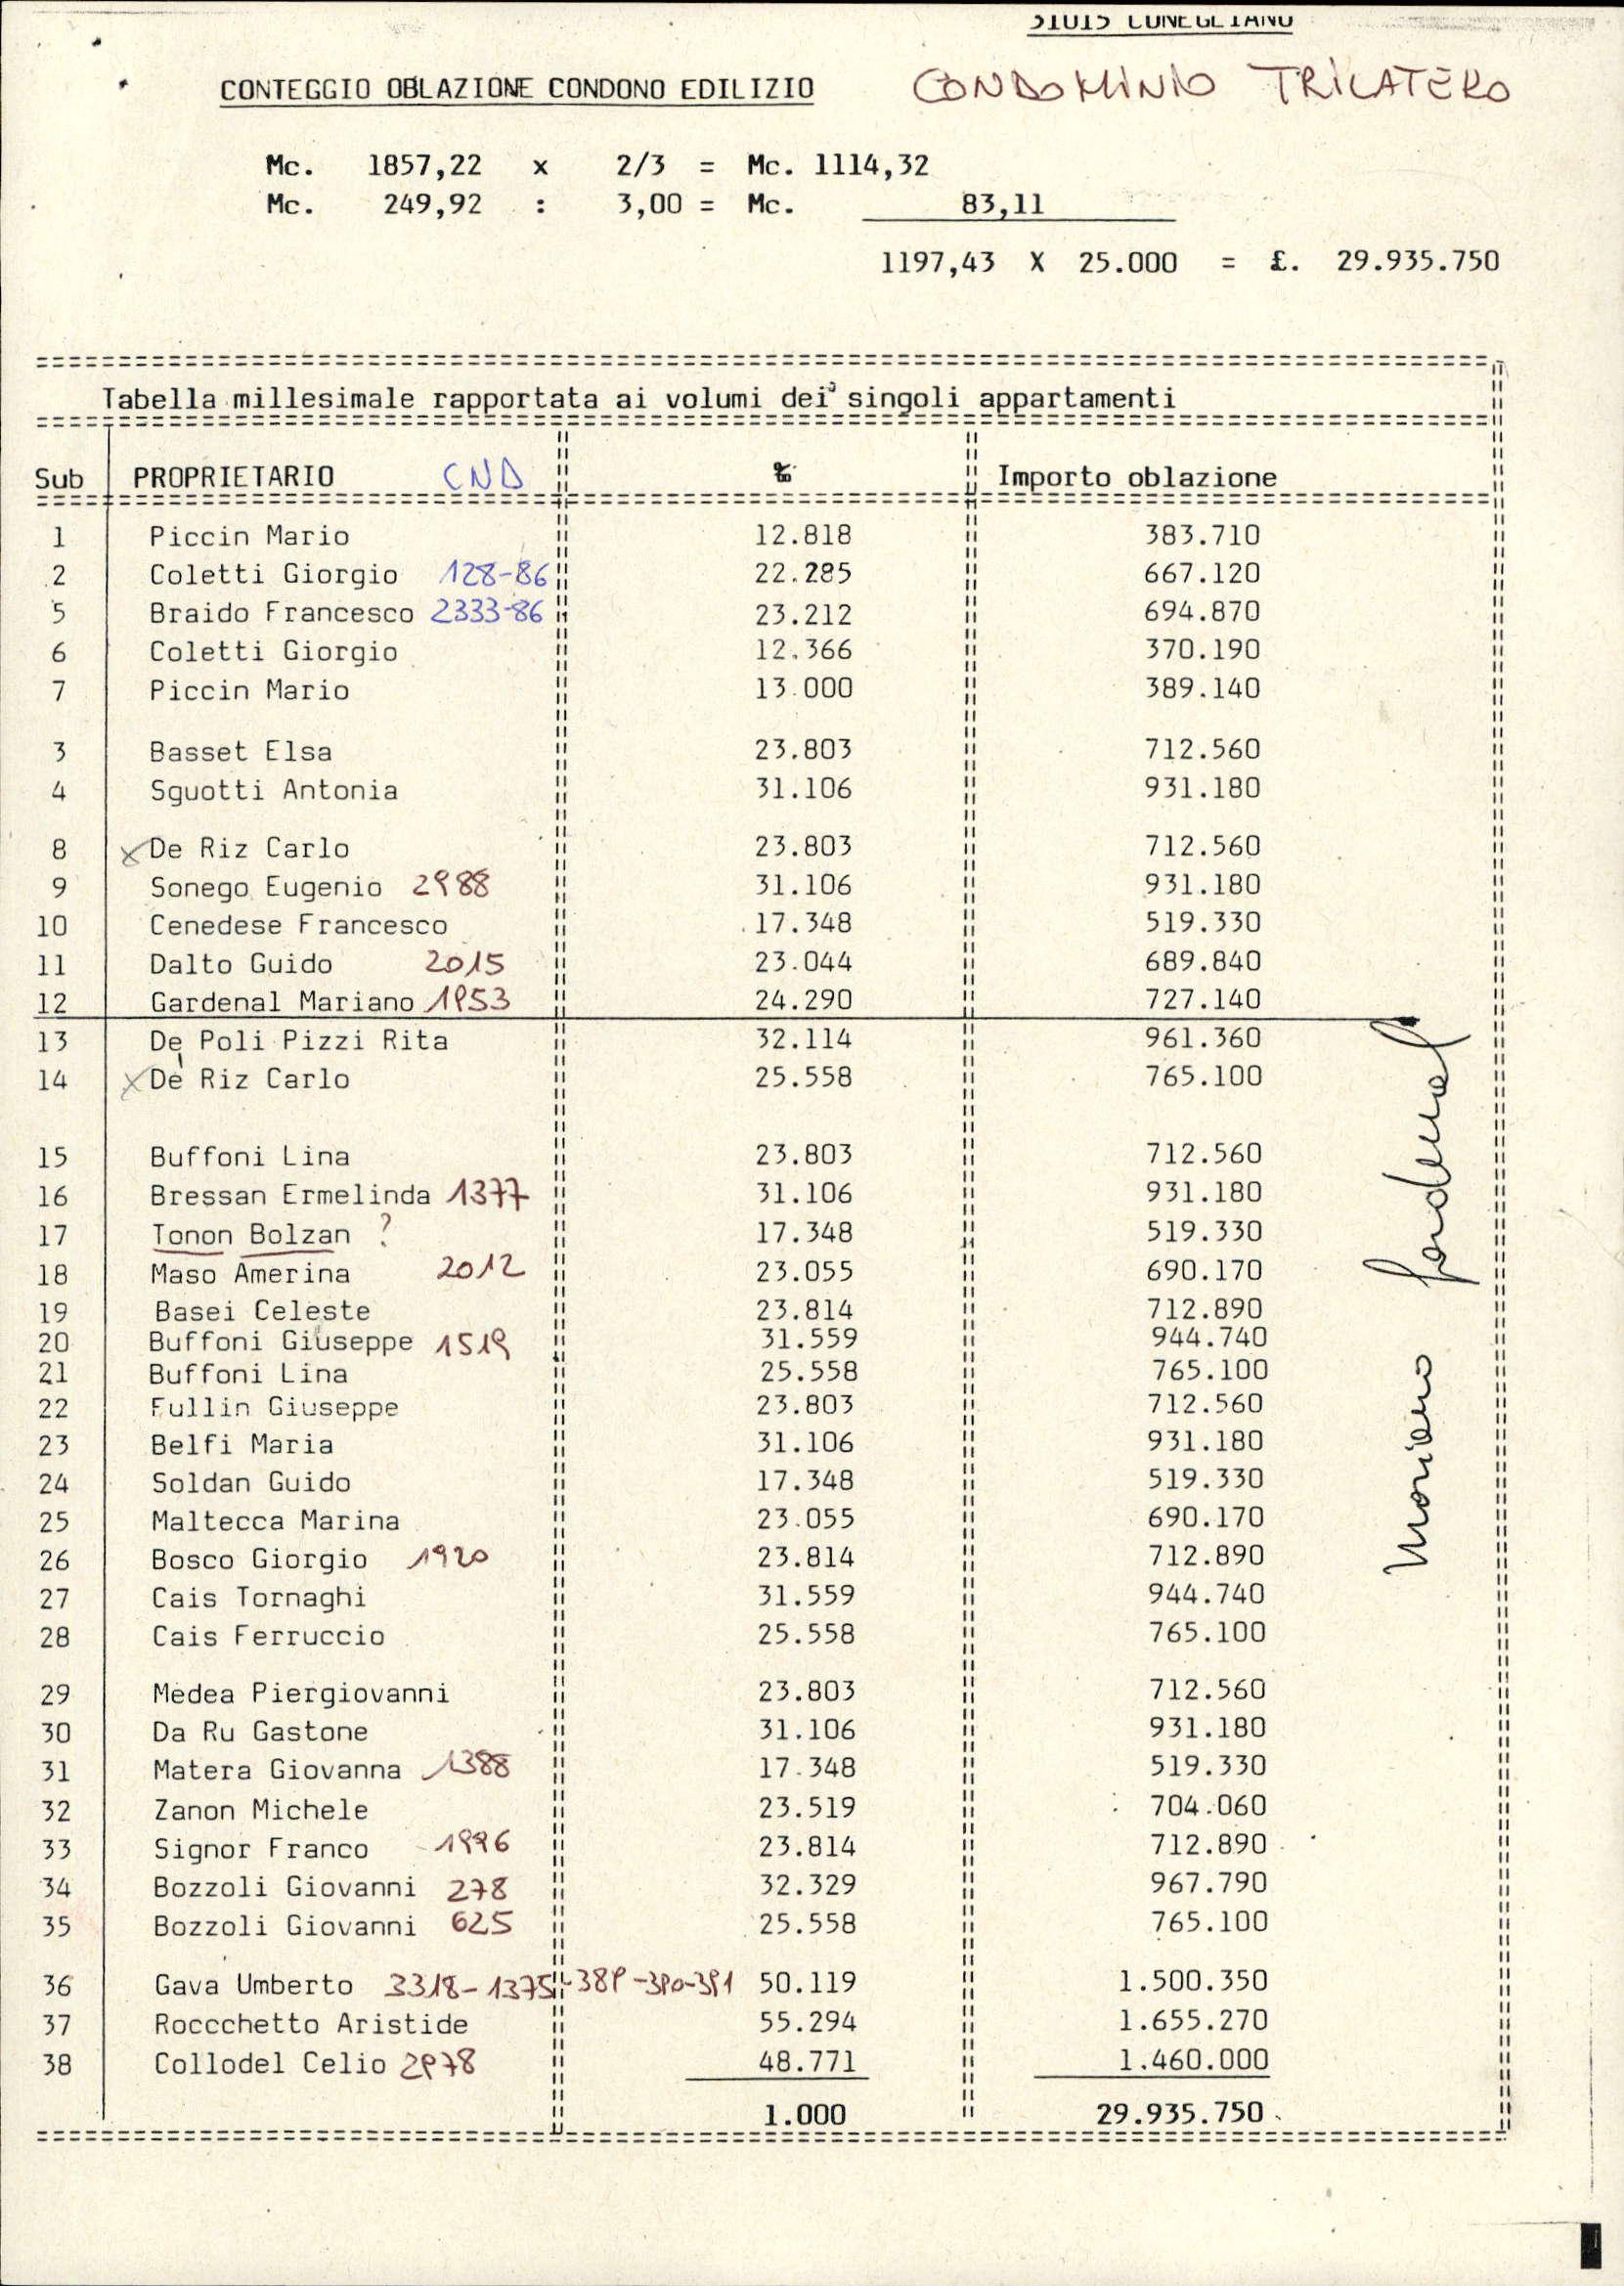 31015 CONEGLIANO
CONTEGGIO OBLAZIONE CONDONO EDILIZIO CONDOMINIO TRILATERO
Mc. 1857,22 x 2/3 = Mc. 1114,32
Mc. 249,92 : 3,00 = Mc. 83,11
1197,43 X 25.000 = £. 29.935.750
Tabella millesimale rapportata ai volumi dei singoli appartamenti
Sub PROPRIETARIO CND ‰ Importo oblazione
1 Piccin Mario 12.818 383.710
2 Coletti Giorgio 128-86 22.285 667.120
5 Braido Francesco 2333-86 23.212 694.870
6 Coletti Giorgio 12.366 370.190
7 Piccin Mario 13.000 389.140
3 Basset Elsa 23.803 712.560
4 Sguotti Antonia 31.106 931.180
8 x De Riz Carlo 23.803 712.560
9 Sonego Eugenio 2988 31.106 931.180
10 Cenedese Francesco 17.348 519.330
11 Dalto Guido 2015 23.044 689.840
12 Gardenal Mariano 1953 24.290 727.140
13 De Poli Pizzi Rita 32.114 961.360
14 x De Riz Carlo 25.558 765.100
15 Buffoni Lina 23.803 712.560
16 Bressan Ermelinda 1377 31.106 931.180
17 Tonon Bolzan ? 17.348 519.330
18 Maso Amerina 2012 23.055 690.170
19 Basei Celeste 23.814 712.890
20 Buffoni Giuseppe 1519 31.559 944.740
21 Buffoni Lina 25.558 765.100
22 Fullin Giuseppe 23.803 712.560
23 Belfi Maria 31.106 931.180
24 Soldan Guido 17.348 519.330
25 Maltecca Marina 23.055 690.170
26 Bosco Giorgio 1920 23.814 712.890
27 Cais Tornaghi 31.559 944.740
28 Cais Ferruccio 25.558 765.100
29 Medea Piergiovanni 23.803 712.560
30 Da Ru Gastone 31.106 931.180
31 Matera Giovanna 1388 17.348 519.330
32 Zanon Michele 23.519 704.060
33 Signor Franco 1996 23.814 712.890
34 Bozzoli Giovanni 278 32.329 967.790
35 Bozzoli Giovanni 625 25.558 765.100
36 Gava Umberto 3318-1375-389-390-391 50.119 1.500.350
37 Roccchetto Aristide 55.294 1.655.270
38 Collodel Celio 2978 48.771 1.460.000
1.000 29.935.750
Mariano Gardenal